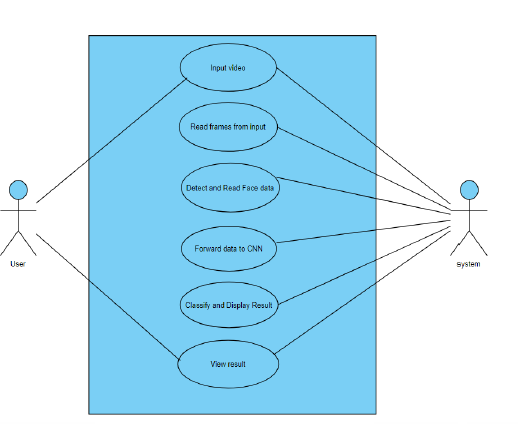 Input video
Read frames from input
Detect and Read Face data
Forward data to CNN
Classify and Display Result
View result
User
System